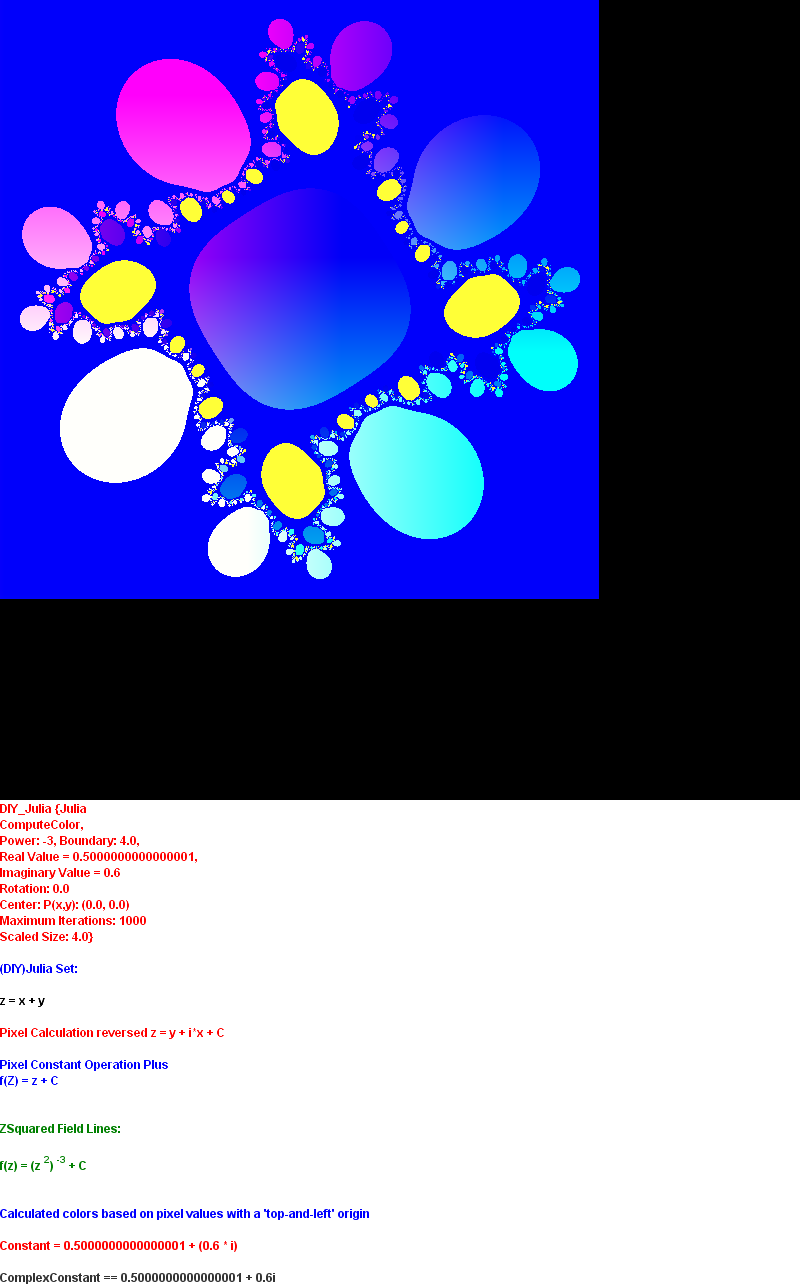 DIY_Julia {Julia
ComputeColor,
Power: -3, Boundary: 4.0,
Real Value = 0.5000000000000001,
Imaginary Value = 0.6
Rotation: 0.0
Center: P(x,y): (0.0, 0.0)
Maximum Iterations: 1000
Scaled Size: 4.0}
(DIY)Julia Set:
z = x + y
Pixel Calculation reversed z = y + i*x + C
Pixel Constant Operation Plus
f(Z) = z + C
ZSquared Field Lines:
f(z) = (z 2) -3 + C
Calculated colors based on pixel values with a 'top-and-left' origin
Constant = 0.5000000000000001 + (0.6 * i)
ComplexConstant == 0.5000000000000001 + 0.6i